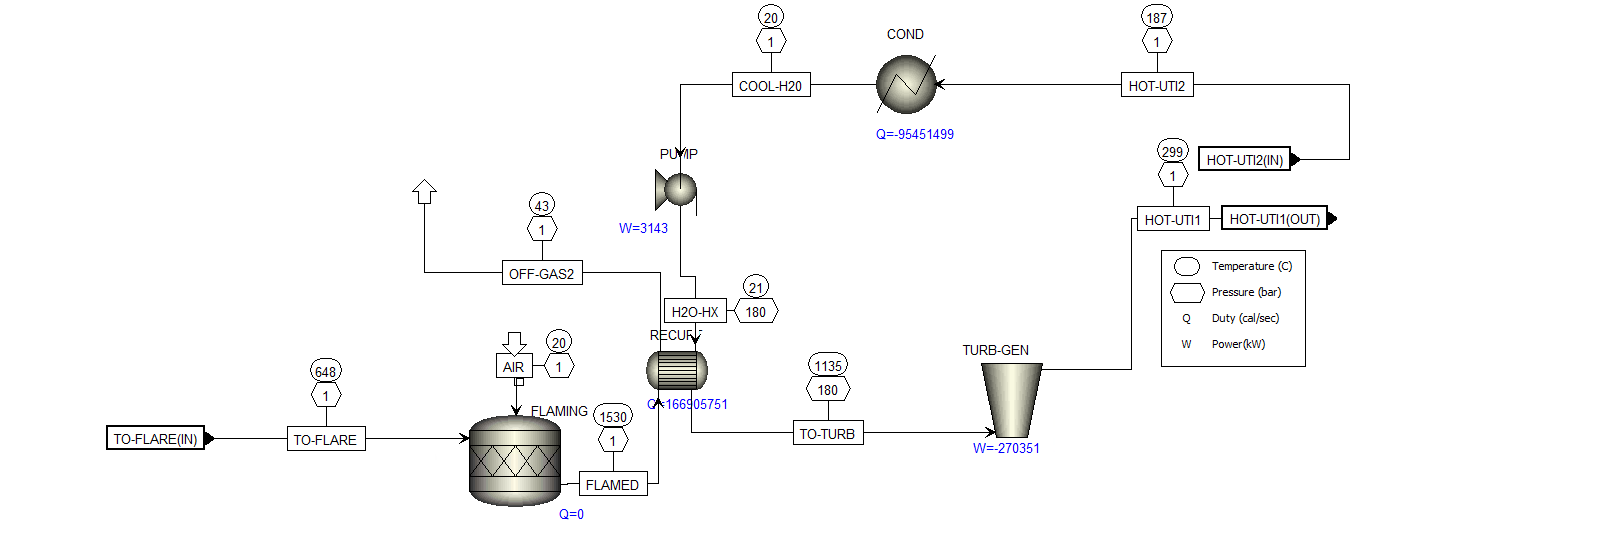 20
1
COOL-H20
COND
Q=-95451499
187
1
HOT-UTI2
HOT-UTI2(IN)
299
1
HOT-UTI1
HOT-UTI1(OUT)
Temperature (C)
Pressure (bar)
Q Duty (cal/sec)
W Power(kW)
PUMP
W=3143
43
1
OFF-GAS2
21
180
H2O-HX
20
1
AIR
648
1
TO-FLARE(IN)
TO-FLARE
FLAMING
Q=0
1530
1
FLAMED
166905751
1135
180
TO-TURB
TURB-GEN
W=-270351